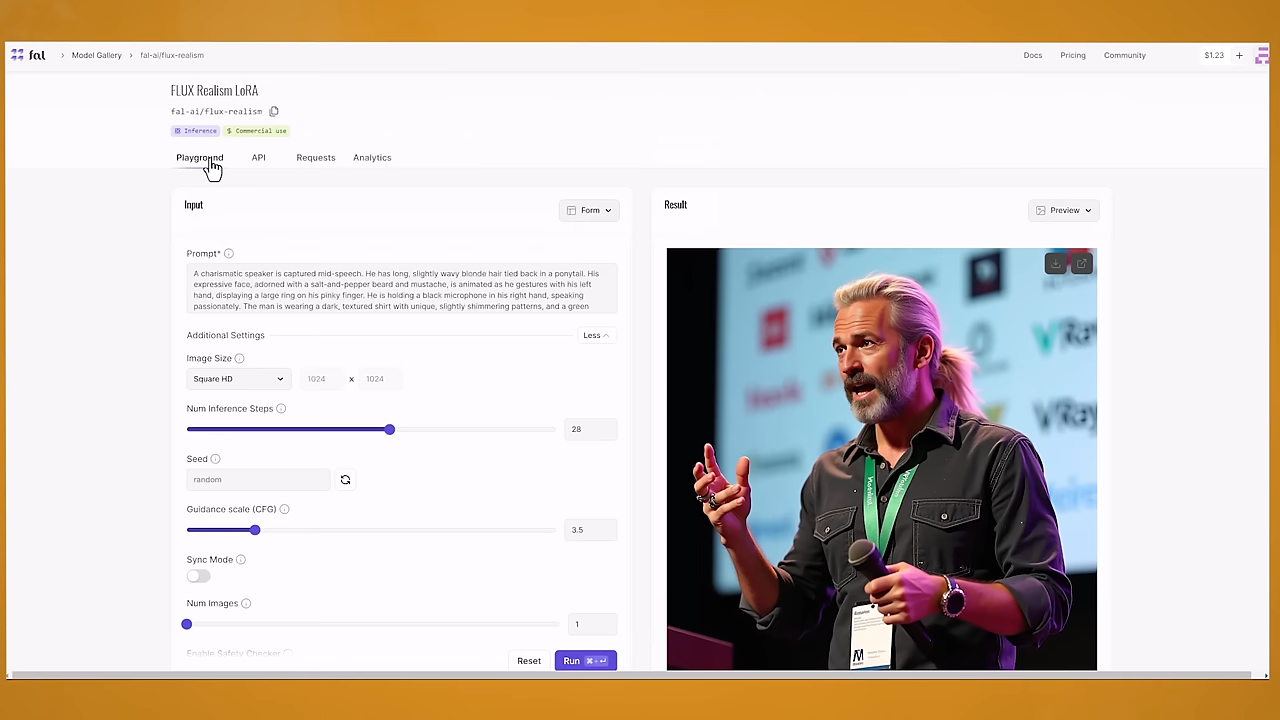 fal > Model Gallery > fal-ai/flux-realism
Docs Pricing Community $1.23 +
FLUX Realism LoRA
fal-ai/flux-realism
Inference $ Commercial use
Playground API Requests Analytics
Input
Form
Prompt*
A charismatic speaker is captured mid-speech. He has long, slightly wavy blonde hair tied back in a ponytail. His
expressive face, adorned with a salt-and-pepper beard and mustache, is animated as he gestures with his left
hand, displaying a large ring on his pinky finger. He is holding a black microphone in his right hand, speaking
passionately. The man is wearing a dark, textured shirt with unique, slightly shimmering patterns, and a green
Additional Settings
Less
Image Size
Square HD
1024 x 1024
Num Inference Steps
28
Seed
random
Guidance scale (CFG)
3.5
Sync Mode
Num Images
1
Enable Safety Checker
Reset
Run
Result
Preview
VRay
VRay